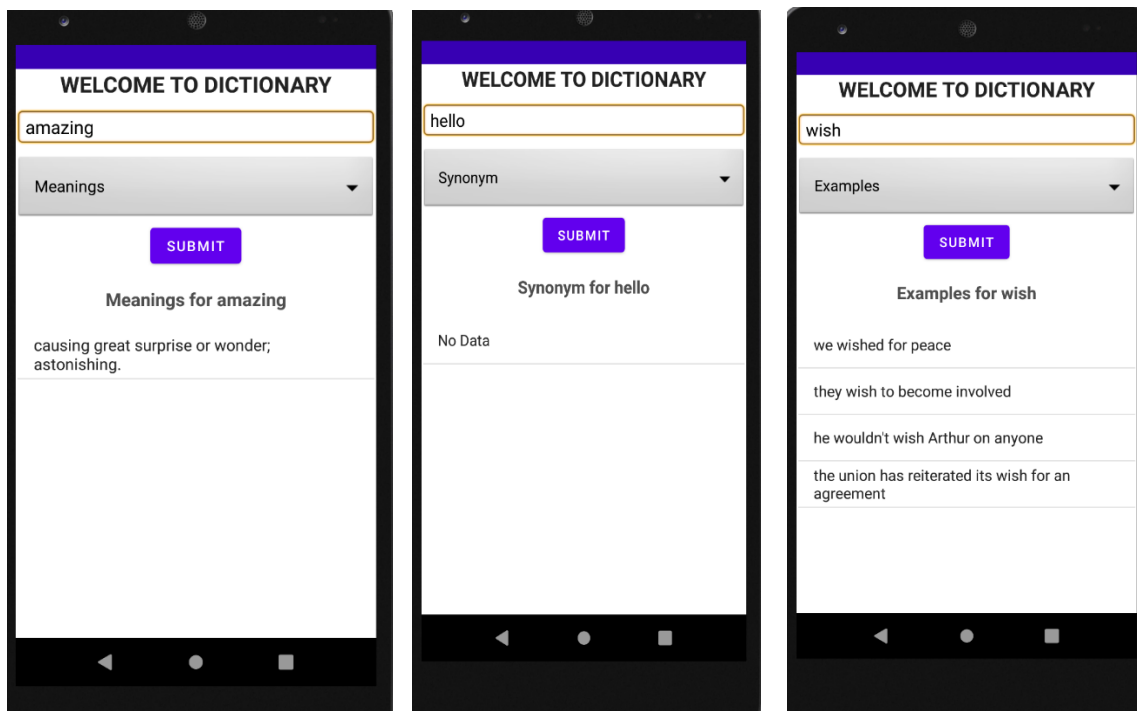 WELCOME TO DICTIONARY
amazing
Meanings
SUBMIT
Meanings for amazing
causing great surprise or wonder;
astonishing.
WELCOME TO DICTIONARY
hello
Synonym
SUBMIT
Synonym for hello
No Data
WELCOME TO DICTIONARY
wish
Examples
SUBMIT
Examples for wish
we wished for peace
they wish to become involved
he wouldn't wish Arthur on anyone
the union has reiterated its wish for an
agreement